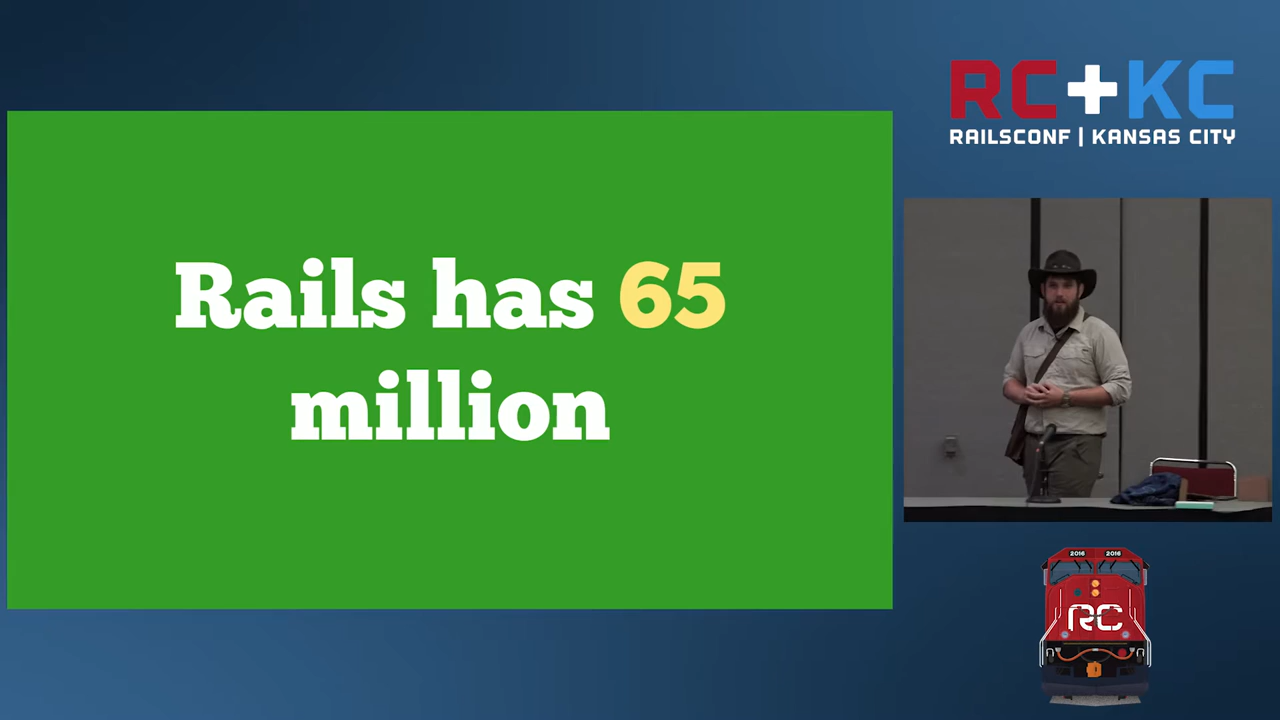 RC+KC
RAILSCONF | KANSAS CITY
Rails has 65
million
2016 2016
RC